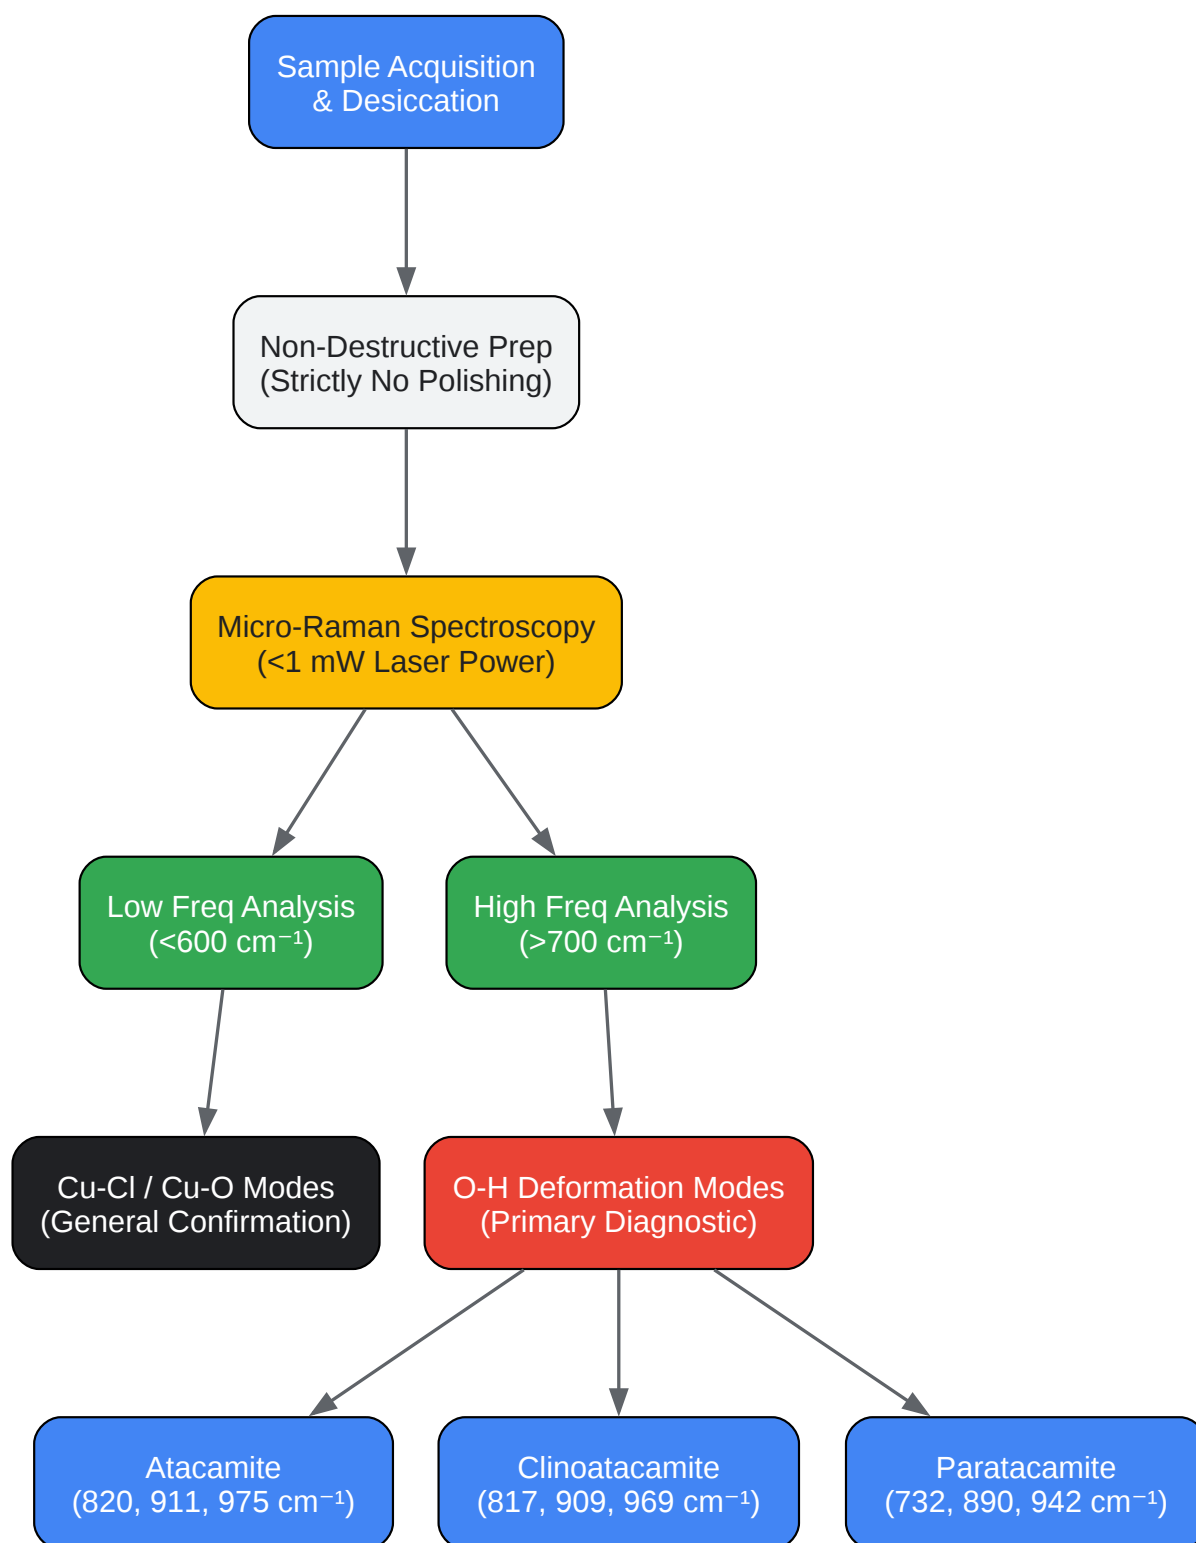 Sample Acquisition
& Desiccation
Non-Destructive Prep
(Strictly No Polishing)
Micro-Raman Spectroscopy
(<1 mW Laser Power)
Low Freq Analysis
(<600 cm⁻¹)
High Freq Analysis
(>700 cm⁻¹)
Cu-Cl / Cu-O Modes
(General Confirmation)
O-H Deformation Modes
(Primary Diagnostic)
Atacamite
(820, 911, 975 cm⁻¹)
Clinoatacamite
(817, 909, 969 cm⁻¹)
Paratacamite
(732, 890, 942 cm⁻¹)